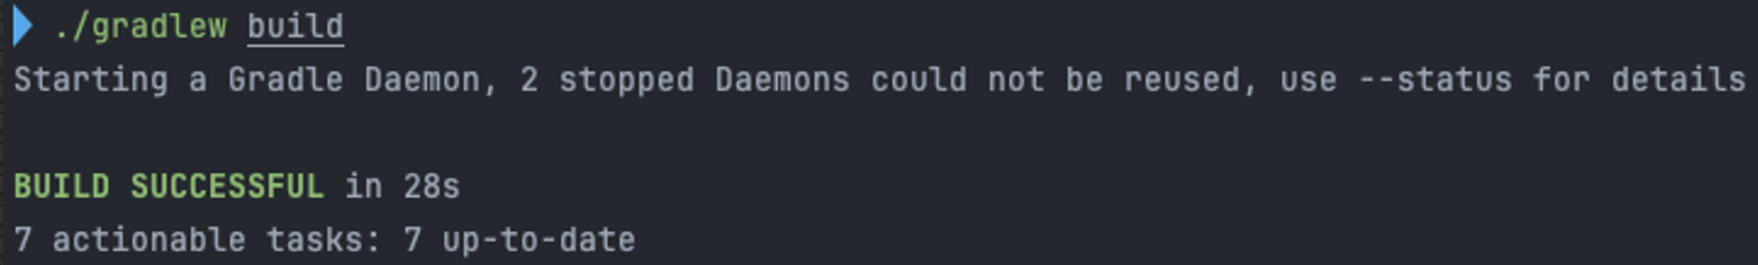 ./gradlew build
Starting a Gradle Daemon, 2 stopped Daemons could not be reused, use --status for details
BUILD SUCCESSFUL in 28s
7 actionable tasks: 7 up-to-date